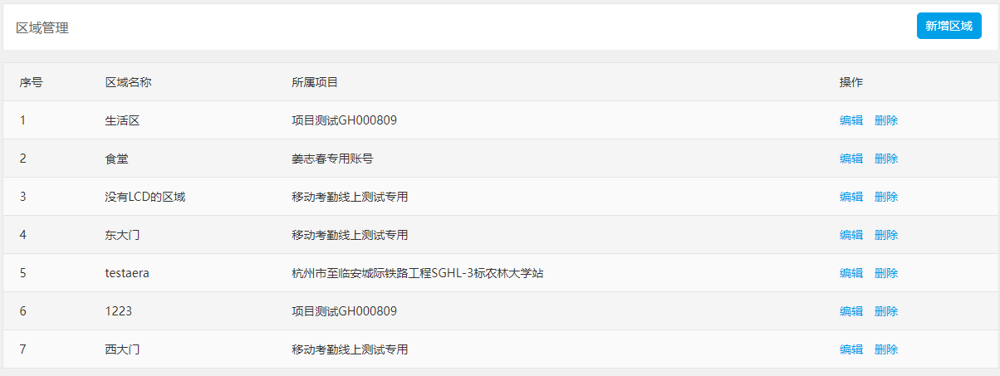 区域管理 新增区域
序号 区域名称 所属项目 操作
1 生活区 项目测试GH000809 编辑 删除
2 食堂 姜志春专用账号 编辑 删除
3 没有LCD的区域 移动考勤线上测试专用 编辑 删除
4 东大门 移动考勤线上测试专用 编辑 删除
5 testaera 杭州市至临安城际铁路工程SGHL-3标农林大学站 编辑 删除
6 1223 项目测试GH000809 编辑 删除
7 西大门 移动考勤线上测试专用 编辑 删除